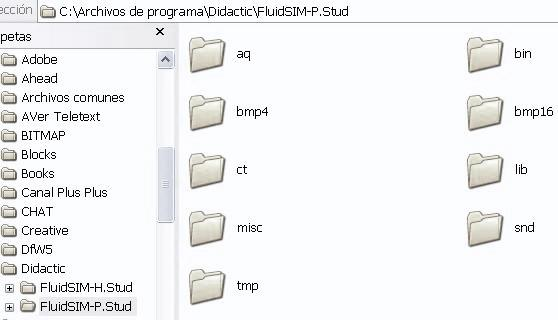 ección
C:\Archivos de programa\Didactic\FluidSIM-P.Stud
petas
Adobe
Ahead
Archivos comunes
AVer Teletext
BITMAP
Blocks
Books
Canal Plus Plus
CHAT
Creative
DfW5
Didactic
FluidSIM-H.Stud
FluidSIM-P.Stud
aq
bin
bmp4
bmp16
ct
lib
misc
snd
tmp